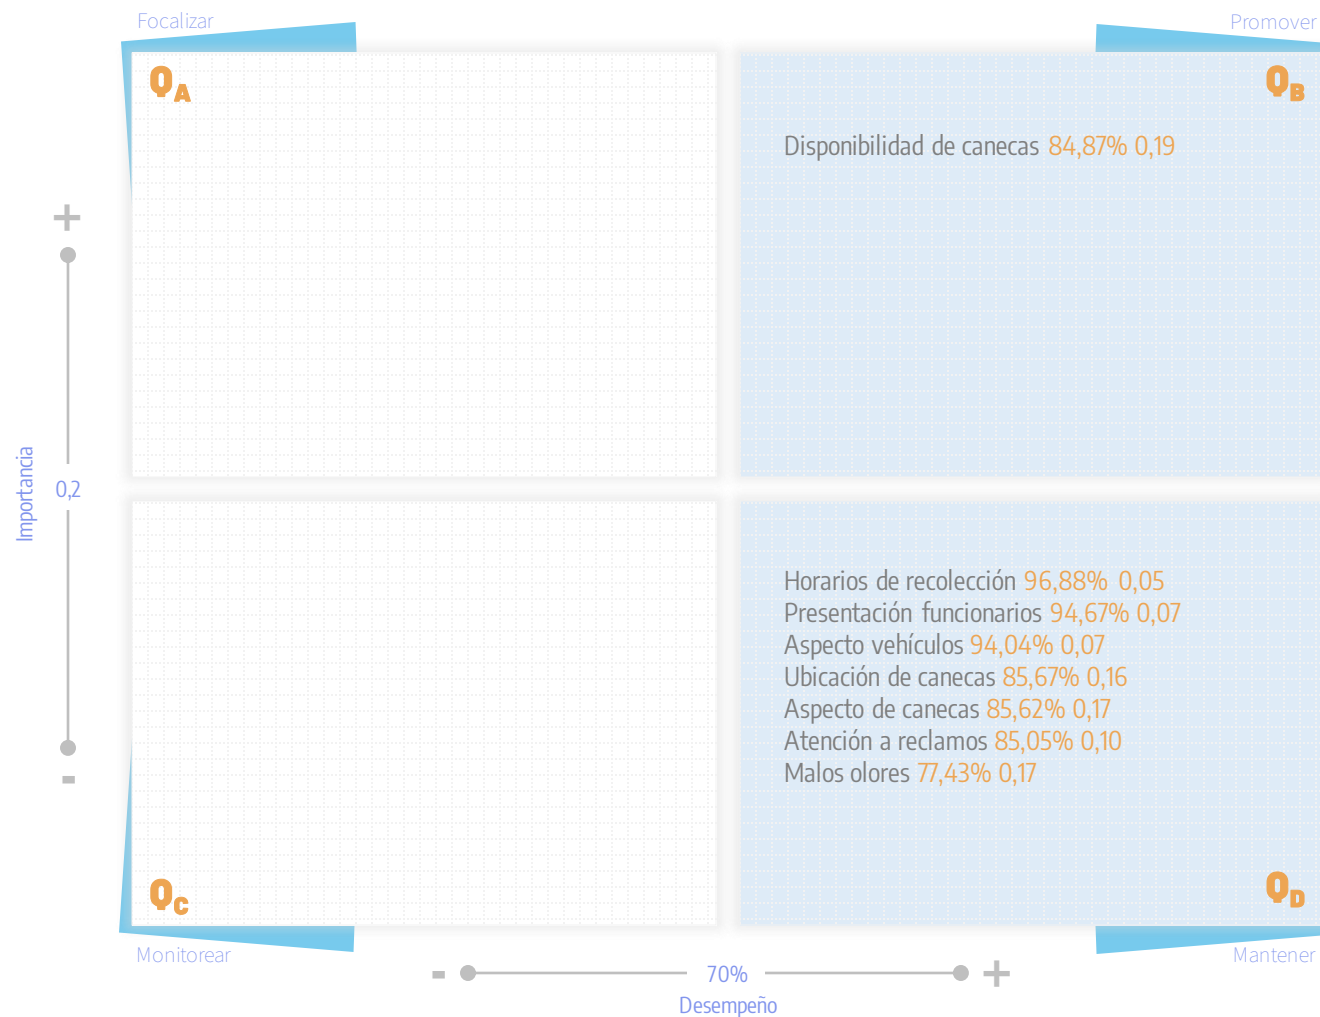 Focalizar
Promover
QA
QB
Disponibilidad de canecas 84,87% 0,19
+
Importancia
0,2
-
Horarios de recolección 96,88% 0,05
Presentación funcionarios 94,67% 0,07
Aspecto vehículos 94,04% 0,07
Ubicación de canecas 85,67% 0,16
Aspecto de canecas 85,62% 0,17
Atención a reclamos 85,05% 0,10
Malos olores 77,43% 0,17
QC
QD
Monitorear
Mantener
- 70% +
Desempeño